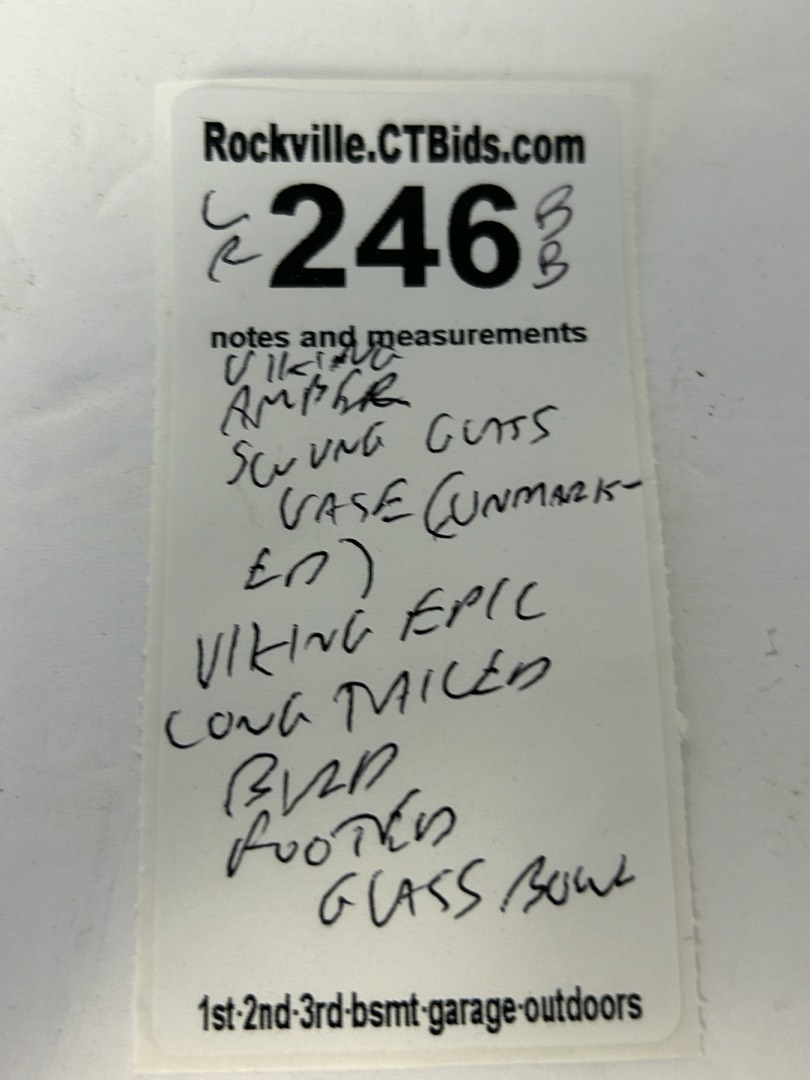 Rockville.CTBids.com
L 246 B
R B
notes and measurements
VIKING
AMBER
SWUNG GLASS
VASE (UNMARK-
ED)
VIKING EPIC
LONG TAILED
BIRD
FOOTED
GLASS BOWL
1st-2nd-3rd-bsmt-garage-outdoors